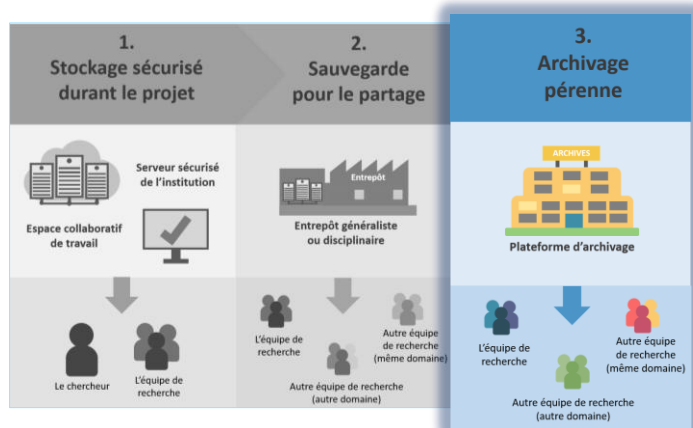 1.
Stockage sécurisé
durant le projet
2.
Sauvegarde
pour le partage
3.
Archivage
pérenne
Serveur sécurisé
de l'institution
Espace collaboratif
de travail
Entrepôt
Entrepôt généraliste
ou disciplinaire
ARCHIVES
Plateforme d'archivage
Le chercheur
L'équipe de
recherche
L'équipe de
recherche
Autre équipe
de recherche
(même domaine)
Autre équipe de recherche
(autre domaine)
L'équipe de
recherche
Autre équipe
de recherche
(même domaine)
Autre équipe de recherche
(autre domaine)